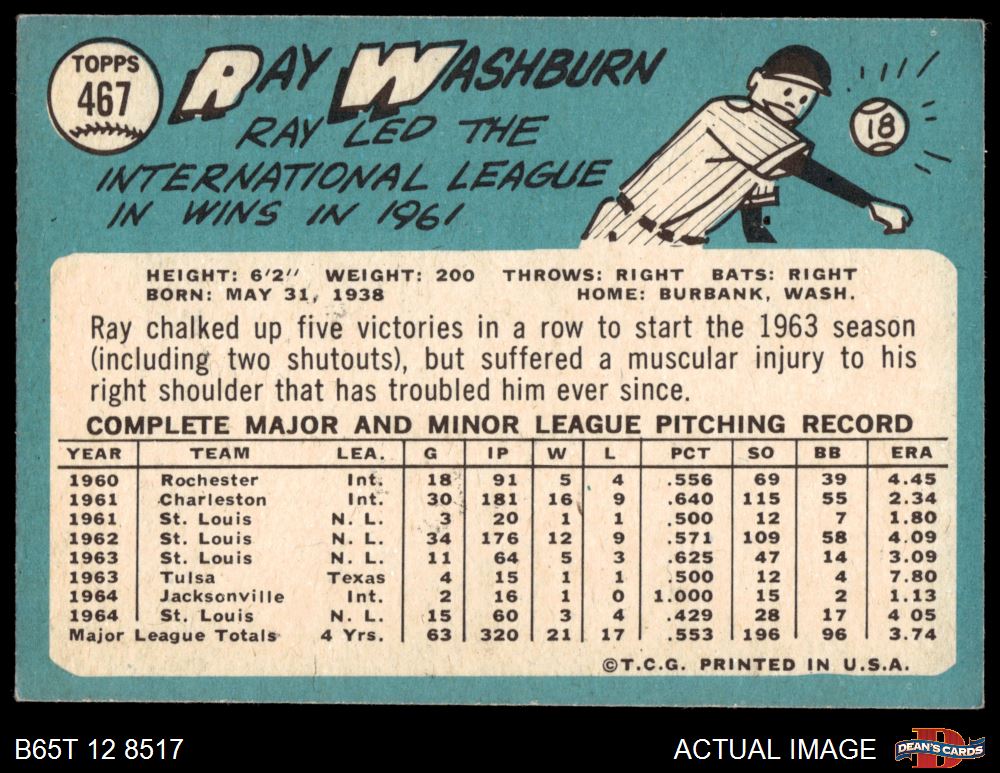 TOPPS
467
RAY WASHBURN
RAY LED THE
INTERNATIONAL LEAGUE
IN WINS IN 1961
18
HEIGHT: 6'2" WEIGHT: 200 THROWS: RIGHT BATS: RIGHT
BORN: MAY 31, 1938 HOME: BURBANK, WASH.
Ray chalked up five victories in a row to start the 1963 season
(including two shutouts), but suffered a muscular injury to his
right shoulder that has troubled him ever since.
COMPLETE MAJOR AND MINOR LEAGUE PITCHING RECORD
YEAR TEAM LEA. G IP W L PCT SO BB ERA
1960 Rochester Int. 18 91 5 4 .556 69 39 4.45
1961 Charleston Int. 30 181 16 9 .640 115 55 2.34
1961 St. Louis N. L. 3 20 1 1 .500 12 7 1.80
1962 St. Louis N. L. 34 176 12 9 .571 109 58 4.09
1963 St. Louis N. L. 11 64 5 3 .625 47 14 3.09
1963 Tulsa Texas 4 15 1 1 .500 12 4 7.80
1964 Jacksonville Int. 2 16 1 0 1.000 15 2 1.13
1964 St. Louis N. L. 15 60 3 4 .429 28 17 4 05
Major League Totals 4 Yrs. 63 320 21 17 .553 196 96 3.74
©T.C.G. PRINTED IN U.S.A.
B65T 12 8517 ACTUAL IMAGE
DEAN'S CARDS